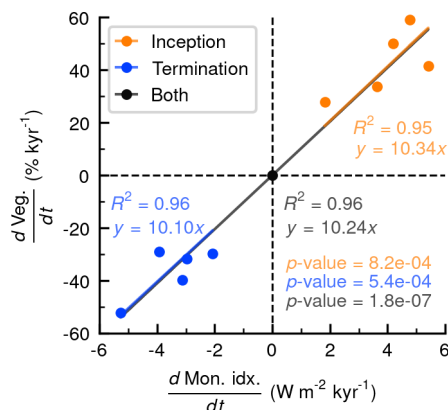 60
40
20
0
-20
-40
-60
Inception
Termination
Both
R² = 0.95
y = 10.34x
R² = 0.96
y = 10.10x
R² = 0.96
y = 10.24x
p-value = 8.2e-04
p-value = 5.4e-04
p-value = 1.8e-07
d Veg.
dt
(% kyr⁻¹)
-6 -4 -2 0 2 4 6
d Mon. idx.
dt
(W m⁻² kyr⁻¹)